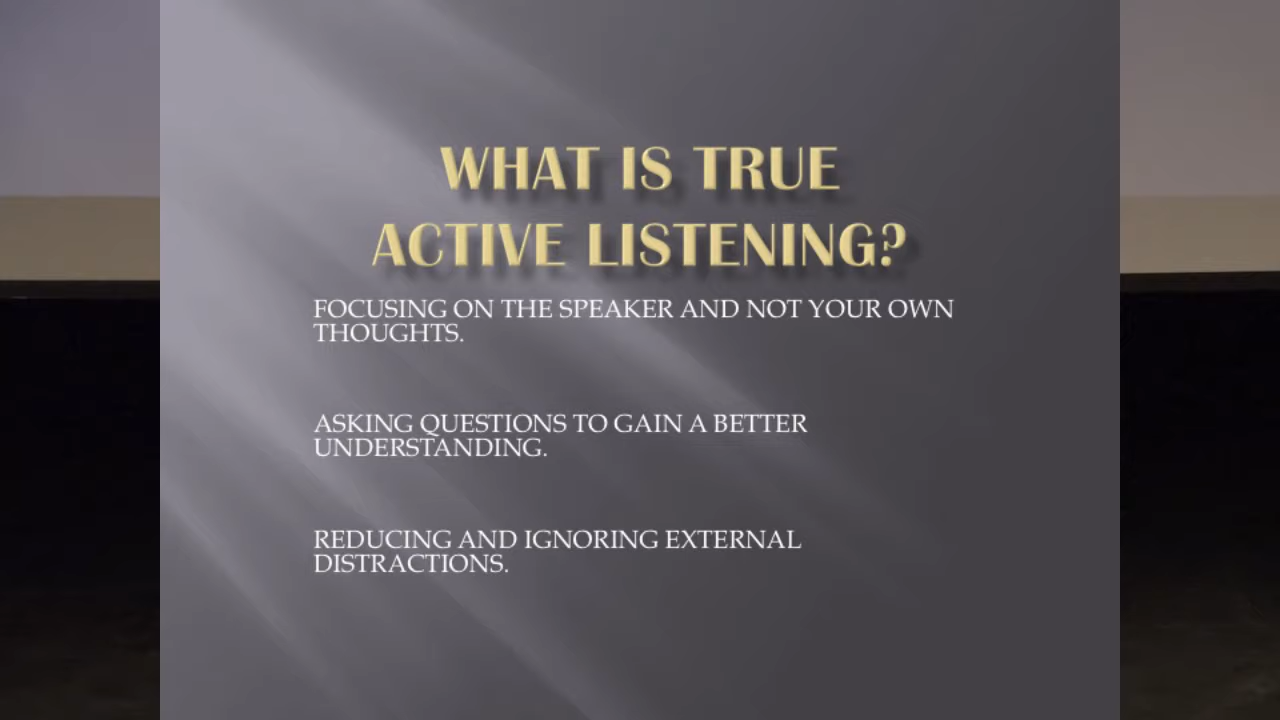 WHAT IS TRUE
ACTIVE LISTENING?
FOCUSING ON THE SPEAKER AND NOT YOUR OWN
THOUGHTS.
ASKING QUESTIONS TO GAIN A BETTER
UNDERSTANDING.
REDUCING AND IGNORING EXTERNAL
DISTRACTIONS.